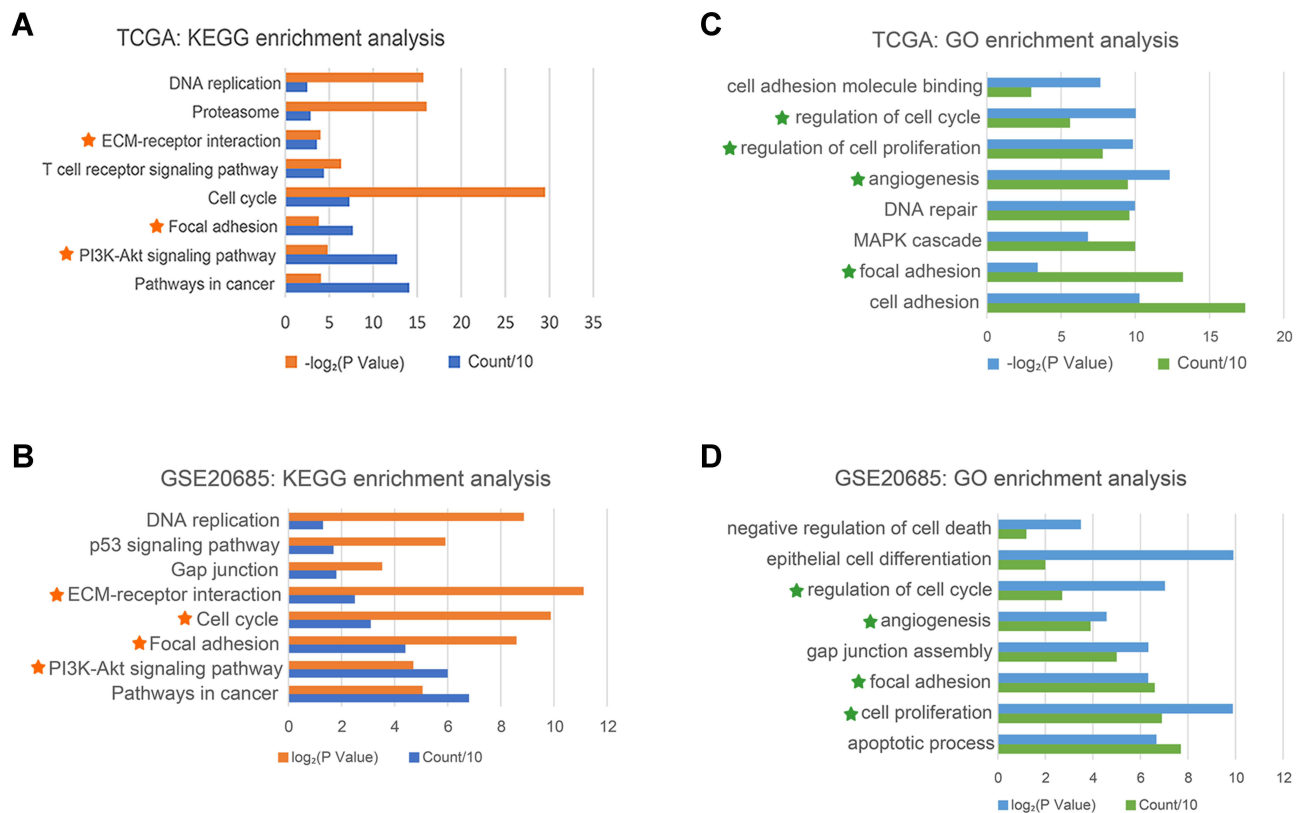 A
TCGA: KEGG enrichment analysis
DNA replication
Proteasome
ECM-receptor interaction
T cell receptor signaling pathway
Cell cycle
Focal adhesion
PI3K-Akt signaling pathway
Pathways in cancer
0 5 10 15 20 25 30 35
-log₂(P Value) Count/10
C
TCGA: GO enrichment analysis
cell adhesion molecule binding
regulation of cell cycle
regulation of cell proliferation
angiogenesis
DNA repair
MAPK cascade
focal adhesion
cell adhesion
0 5 10 15 20
-log₂(P Value) Count/10
B
GSE20685: KEGG enrichment analysis
DNA replication
p53 signaling pathway
Gap junction
ECM-receptor interaction
Cell cycle
Focal adhesion
PI3K-Akt signaling pathway
Pathways in cancer
0 2 4 6 8 10 12
log₂(P Value) Count/10
D
GSE20685: GO enrichment analysis
negative regulation of cell death
epithelial cell differentiation
regulation of cell cycle
angiogenesis
gap junction assembly
focal adhesion
cell proliferation
apoptotic process
0 2 4 6 8 10 12
log₂(P Value) Count/10